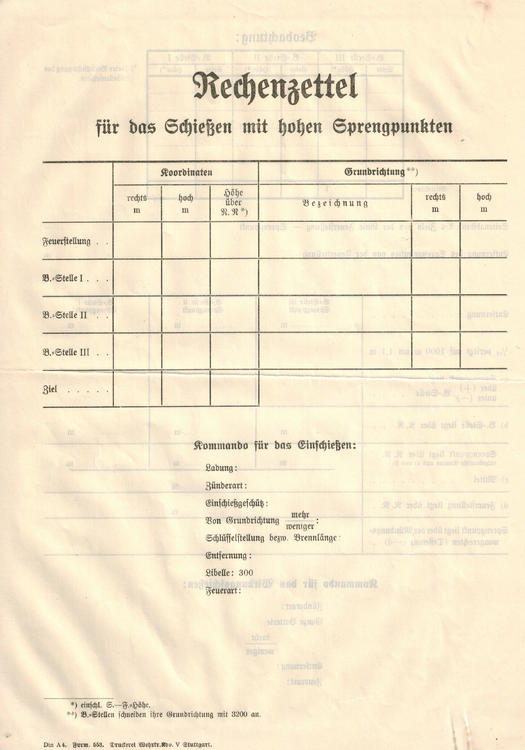 Rechenzettel
für das Schießen mit hohen Sprengpunkten
Koordinaten Grundrichtung**)
rechts m hoch m Höhe über N.N*) Bezeichnung rechts m hoch m
Feuerstellung . .
B.-Stelle I . . .
B.-Stelle II . .
B.-Stelle III . .
Ziel . . . . .
Kommando für das Einschießen:
Ladung:
Zünderart:
Einschießgeschütz:
Von Grundrichtung mehr/weniger:
Schlüsselstellung bezw. Brennlänge
Entfernung:
Libelle: 300
Feuerart:
*) einschl. S.—F.-Höhe.
**) B.-Stellen schneiden ihre Grundrichtung mit 3200 an.
Din A 4. Form. 553. Druckerei Wehrkr.Kdo. V Stuttgart.